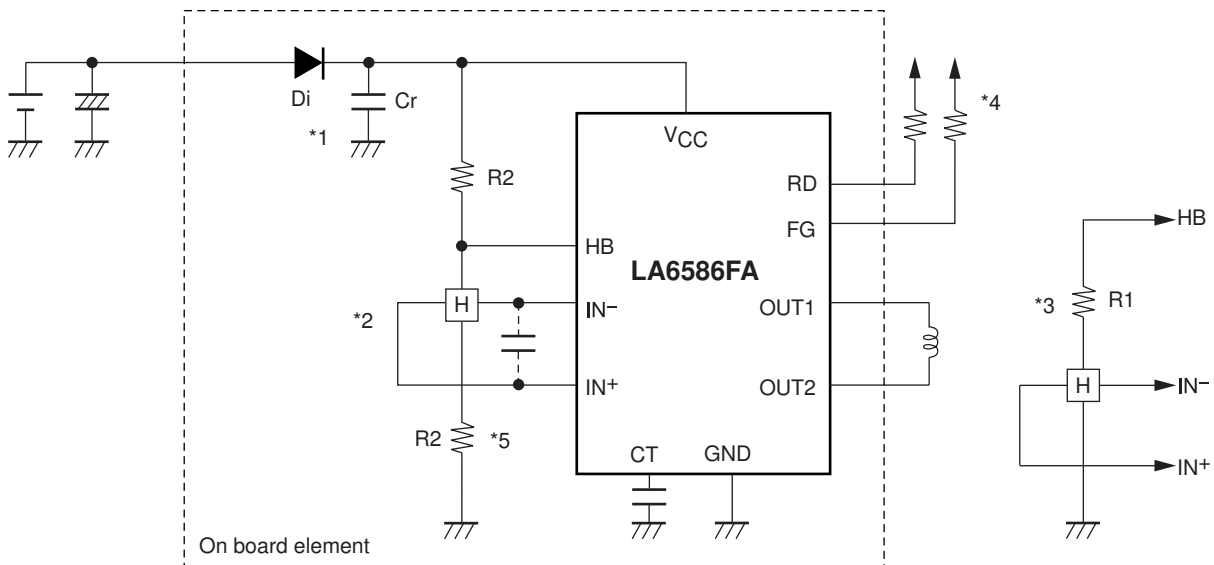 Di
Cr
*1
VCC
*4
R2
RD
HB
FG
HB
LA6586FA
*3
R1
H
IN−
OUT1
*2
IN+
OUT2
H
IN−
R2
*5
CT
GND
IN+
On board element